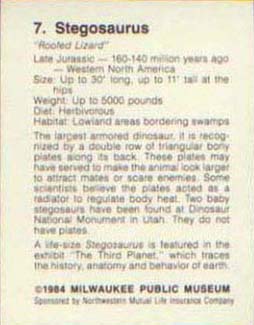 7. Stegosaurus
"Roofed Lizard"
Late Jurassic — 160-140 million years ago
— Western North America
Size: Up to 30' long, up to 11' tall at the
hips
Weight: Up to 5000 pounds
Diet: Herbivorous
Habitat: Lowland areas bordering swamps
The largest armored dinosaur, it is recog-
nized by a double row of triangular bony
plates along its back. These plates may
have served to make the animal look larger
to attract mates or scare enemies. Some
scientists believe the plates acted as a
radiator to regulate body heat. Two baby
stegosaurs have been found at Dinosaur
National Monument in Utah. They do not
have plates.
A life-size Stegosaurus is featured in the
exhibit "The Third Planet," which traces
the history, anatomy and behavior of earth.
©1984 MILWAUKEE PUBLIC MUSEUM
Sponsored by Northwestern Mutual Life Insurance Company